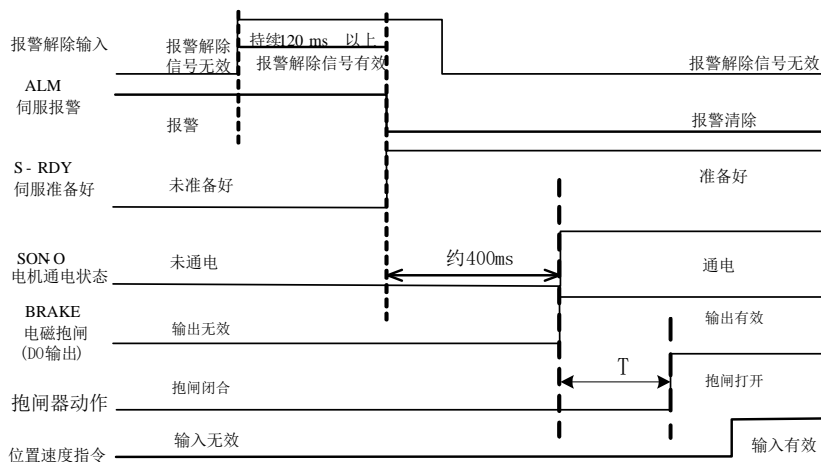 报警解除输入
报警解除
信号无效
持续120 ms 以上
报警解除信号有效
报警解除信号无效
ALM
伺服报警
报警
报警清除
S- RDY
伺服准备好
未准备好
准备好
SON-O
电机通电状态
未通电
约400ms
通电
BRAKE
电磁抱闸
(DO输出)
输出无效
输出有效
T
抱闸器动作
抱闸闭合
抱闸打开
位置速度指令
输入无效
输入有效